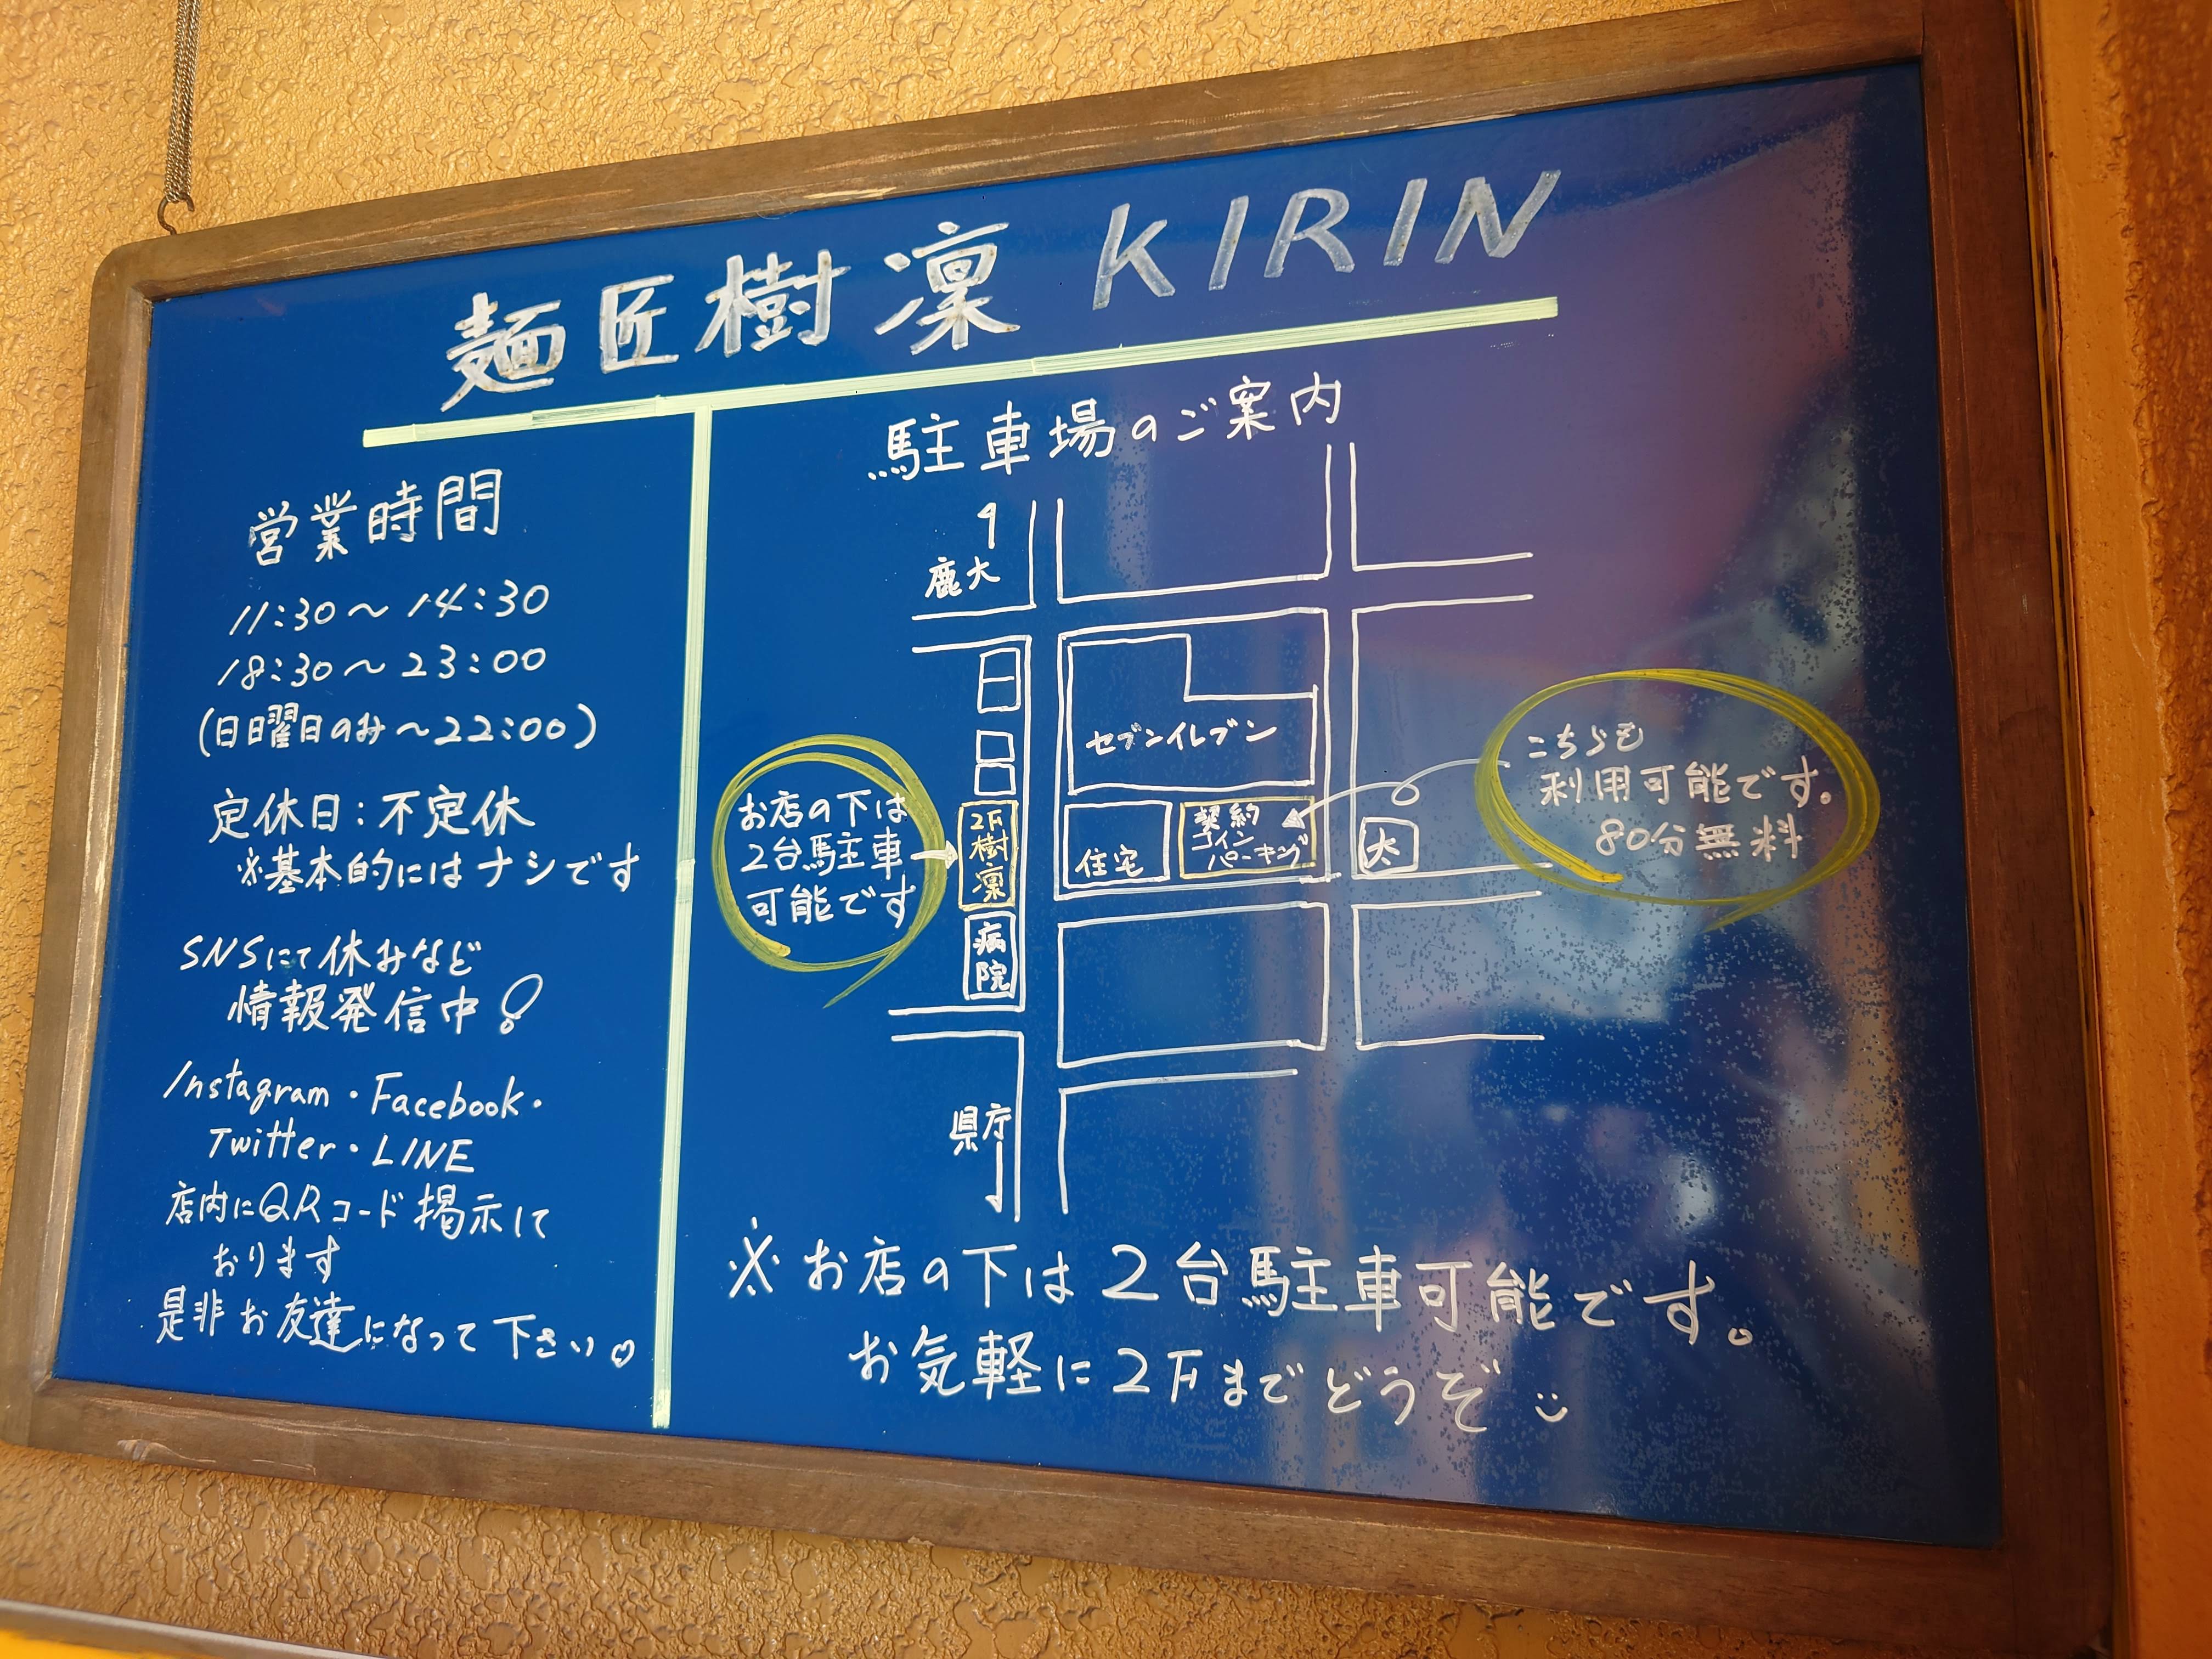 麺匠樹凛 KIRIN
営業時間
11:30〜14:30
18:30〜23:00
(日曜日のみ〜22:00)
定休日:不定休
※基本的にはナシです
SNSにて休みなど
情報発信中!
Instagram・Facebook・
Twitter・LINE
店内にQRコード掲示して
おります
是非お友達になって下さい♡
駐車場のご案内
鹿大
セブンイレブン
お店の下は
2台駐車
可能です
2F
樹
凛
病
院
住宅
契約
コイン
パーキング
犬
こちらも
利用可能です。
80分無料
県庁
※お店の下は2台駐車可能です。
お気軽に2Fまでどうぞ